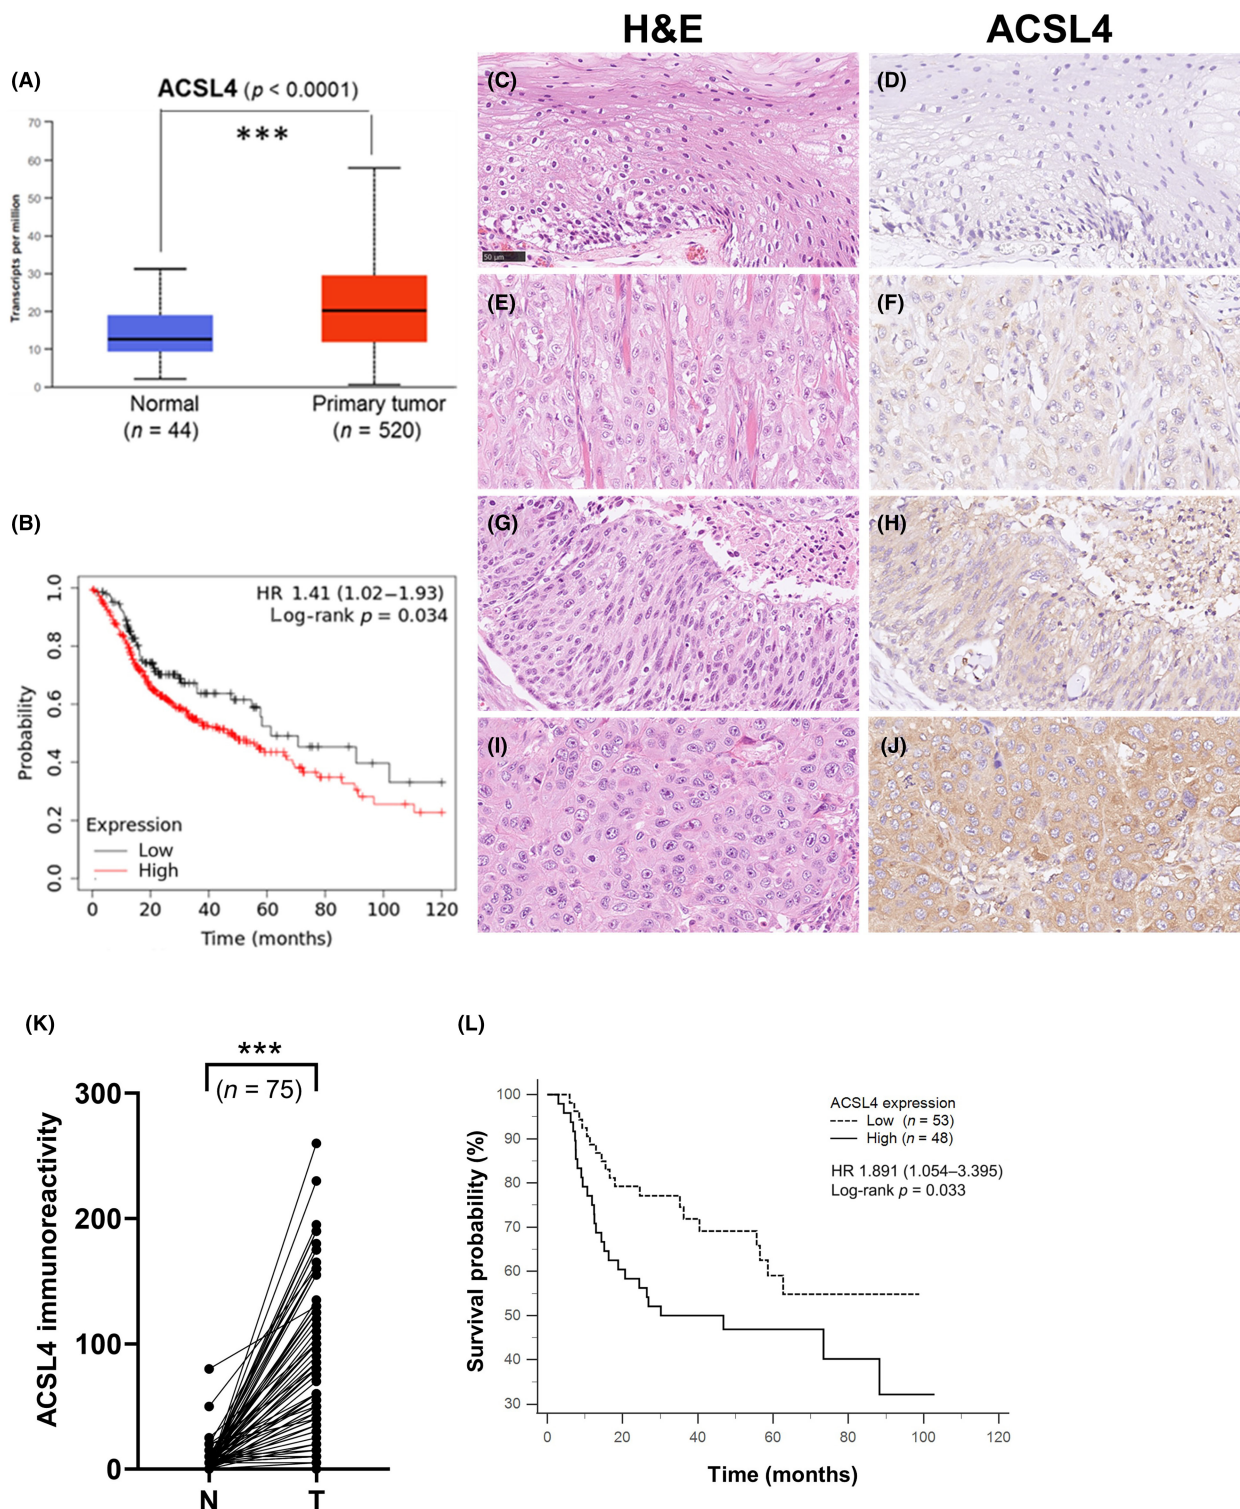 H&E
ACSL4
(A)
ACSL4 (p < 0.0001)
***
70
60
50
40
30
20
10
0
Transcripts per million
Normal
(n = 44)
Primary tumor
(n = 520)
(B)
HR 1.41 (1.02–1.93)
Log-rank p = 0.034
1.0
0.8
0.6
0.4
0.2
0.0
Probability
Expression
Low
High
0 20 40 60 80 100 120
Time (months)
(C)
50 µm
(D)
(E)
(F)
(G)
(H)
(I)
(J)
(K)
***
(n = 75)
300
200
100
0
ACSL4 immunoreactivity
N T
(L)
100
90
80
70
60
50
40
30
Survival probability (%)
ACSL4 expression
Low (n = 53)
High (n = 48)
HR 1.891 (1.054–3.395)
Log-rank p = 0.033
0 20 40 60 80 100 120
Time (months)